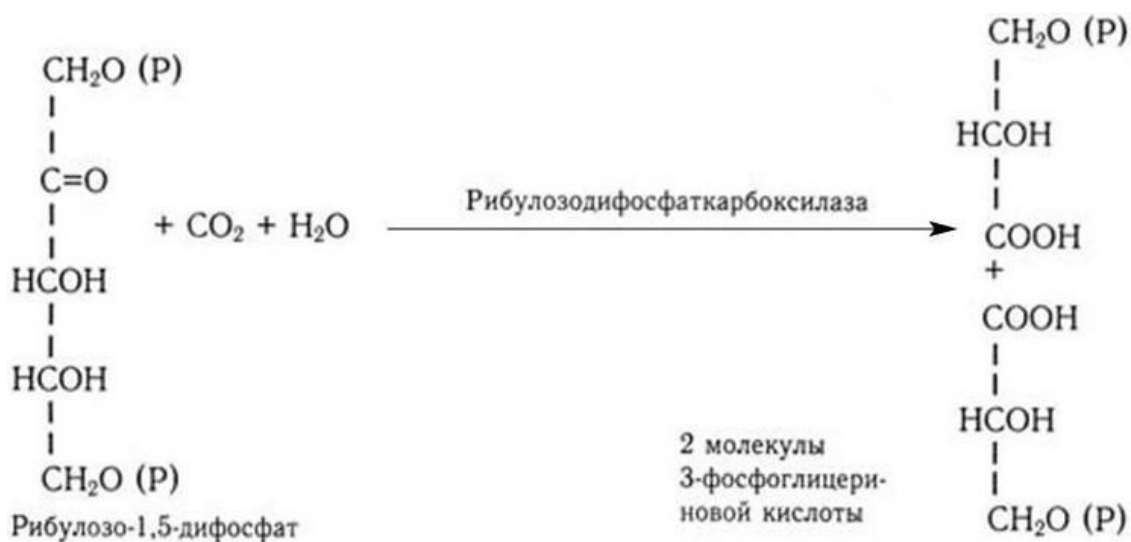 CH₂O (P)
C=O
HCOH
HCOH
CH₂O (P)
Рибулозо-1,5-дифосфат
+ CO₂ + H₂O
Рибулозодифосфаткарбоксилаза
CH₂O (P)
HCOH
COOH
+
COOH
HCOH
CH₂O (P)
2 молекулы
3-фосфоглицери-
новой кислоты